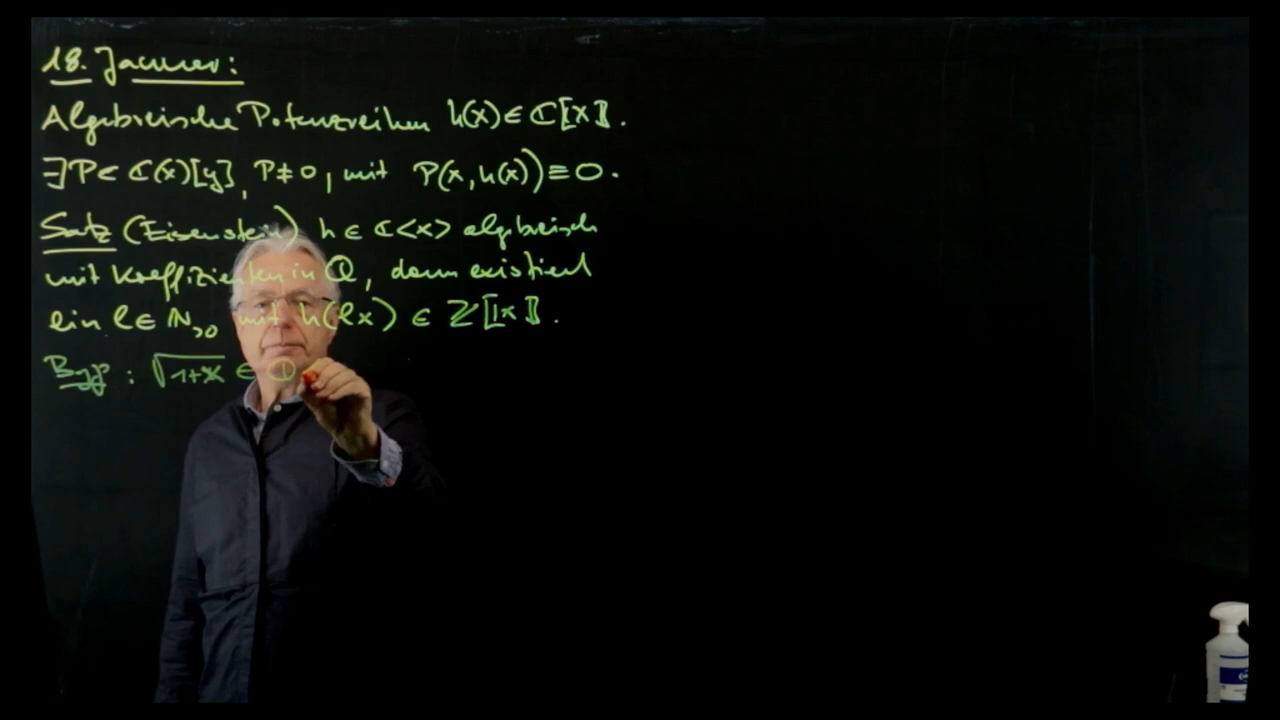 18. Januar:
Algebraische Potenzreihen h(x) ∈ ℂ[[x]].
∃P ∈ ℂ(x)[y], P ≠ 0, mit P(x, h(x)) ≡ 0.
Satz (Eisenstein) h ∈ ℂ<x> algebraisch
mit Koeffizienten in ℚ, dann existiert
ein ℓ ∈ ℕ>0 mit h(ℓx) ∈ ℤ[[x]].
Bsp: √1+x ∈ ℚ